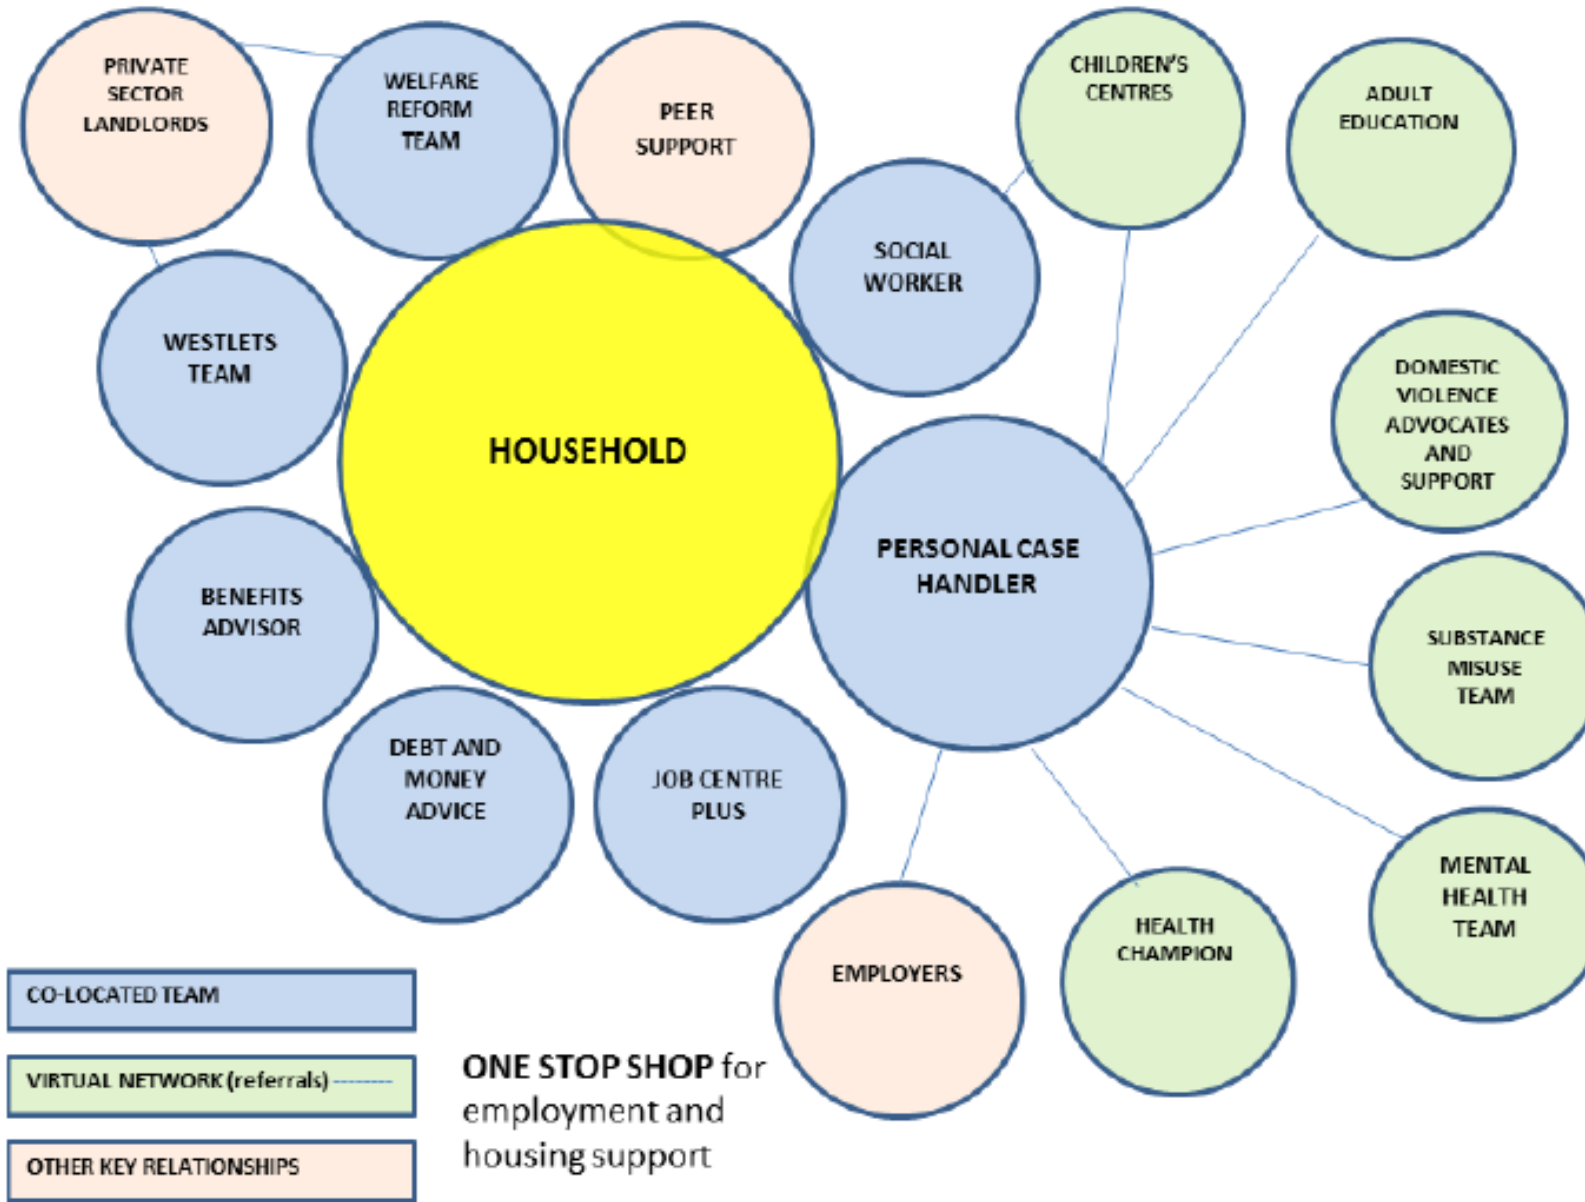 PRIVATE
SECTOR
LANDLORDS
WELFARE
REFORM
TEAM
PEER
SUPPORT
CHILDREN'S
CENTRES
ADULT
EDUCATION
SOCIAL
WORKER
WESTLETS
TEAM
HOUSEHOLD
DOMESTIC
VIOLENCE
ADVOCATES
AND
SUPPORT
PERSONAL CASE
HANDLER
BENEFITS
ADVISOR
SUBSTANCE
MISUSE
TEAM
DEBT AND
MONEY
ADVICE
JOB CENTRE
PLUS
MENTAL
HEALTH
TEAM
EMPLOYERS
HEALTH
CHAMPION
CO-LOCATED TEAM
VIRTUAL NETWORK (referrals)
OTHER KEY RELATIONSHIPS
ONE STOP SHOP for
employment and
housing support